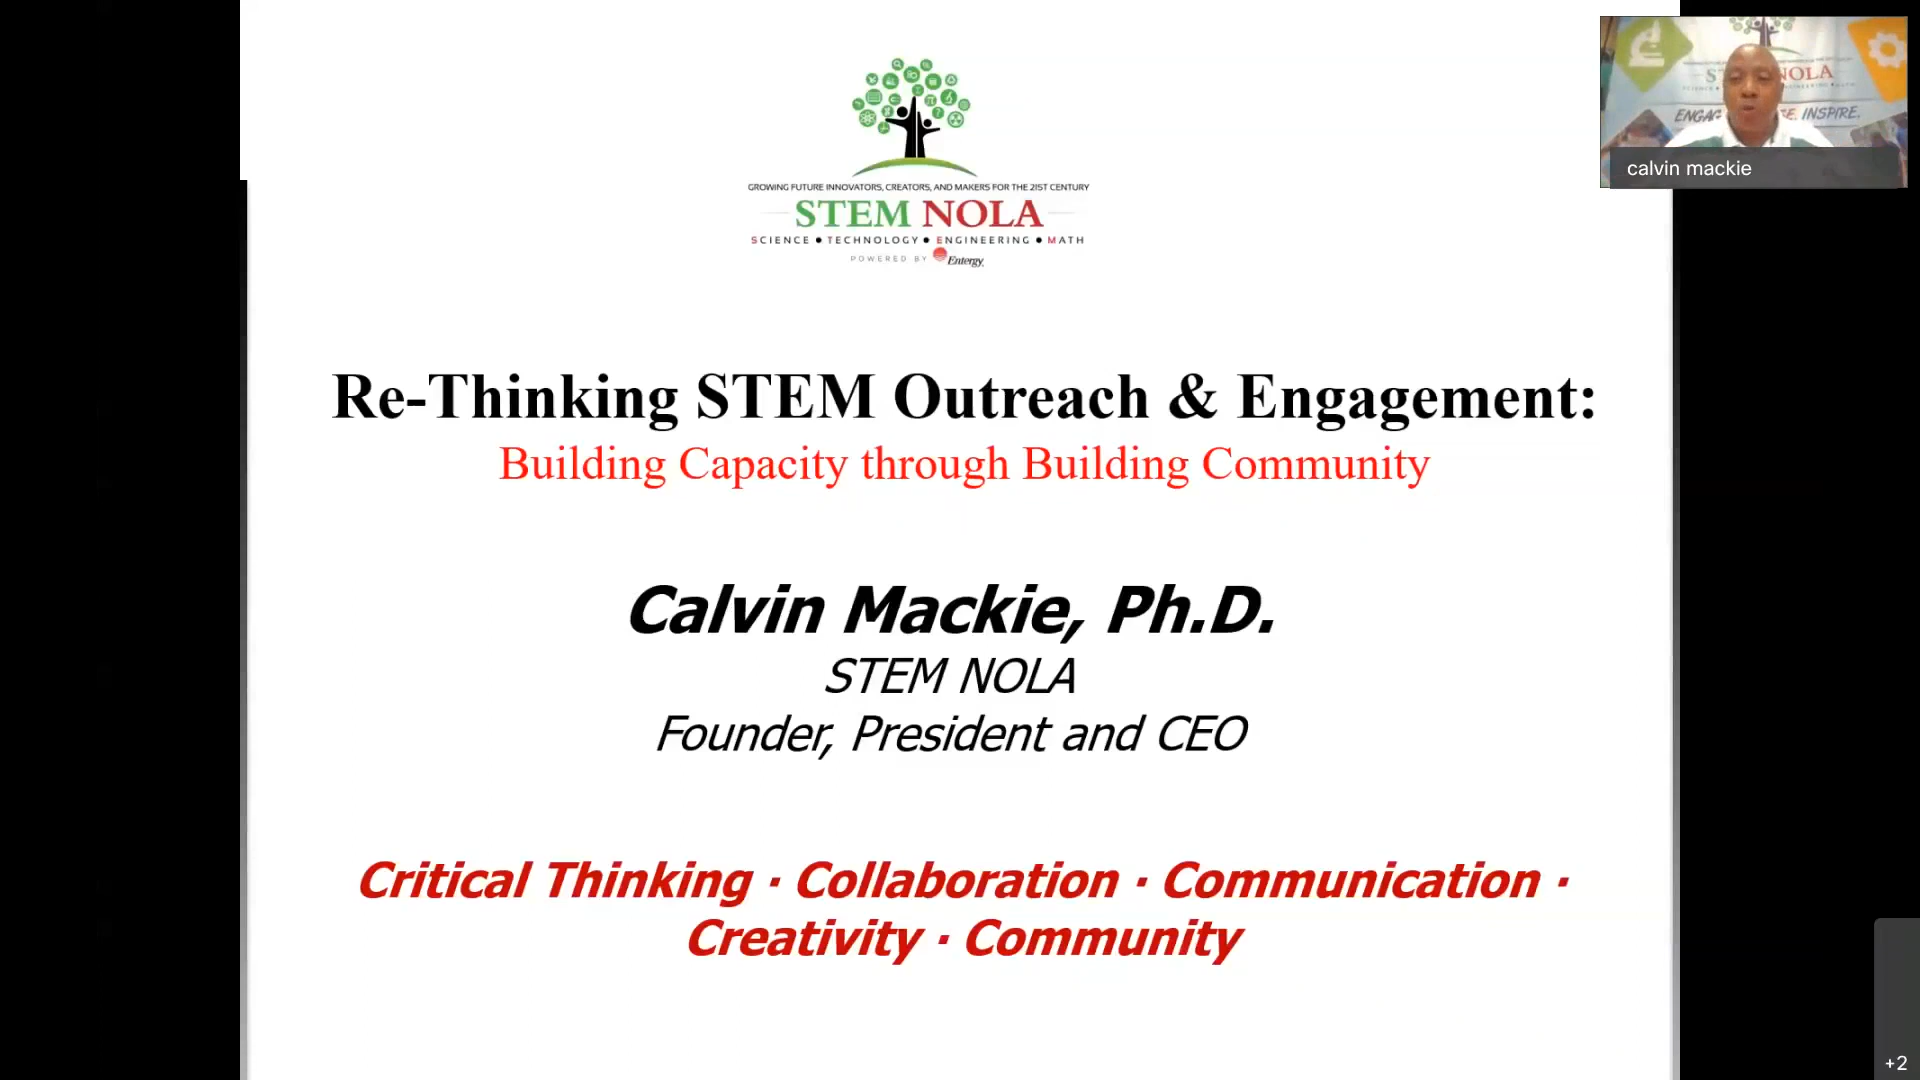 GROWING FUTURE INNOVATORS, CREATORS, AND MAKERS FOR THE 21ST CENTURY
STEM NOLA
SCIENCE • TECHNOLOGY • ENGINEERING • MATH
POWERED BY Entergy
Re-Thinking STEM Outreach & Engagement:
Building Capacity through Building Community
Calvin Mackie, Ph.D.
STEM NOLA
Founder, President and CEO
Critical Thinking · Collaboration · Communication ·
Creativity · Community
NOLA
INSPIRE.
calvin mackie
+2